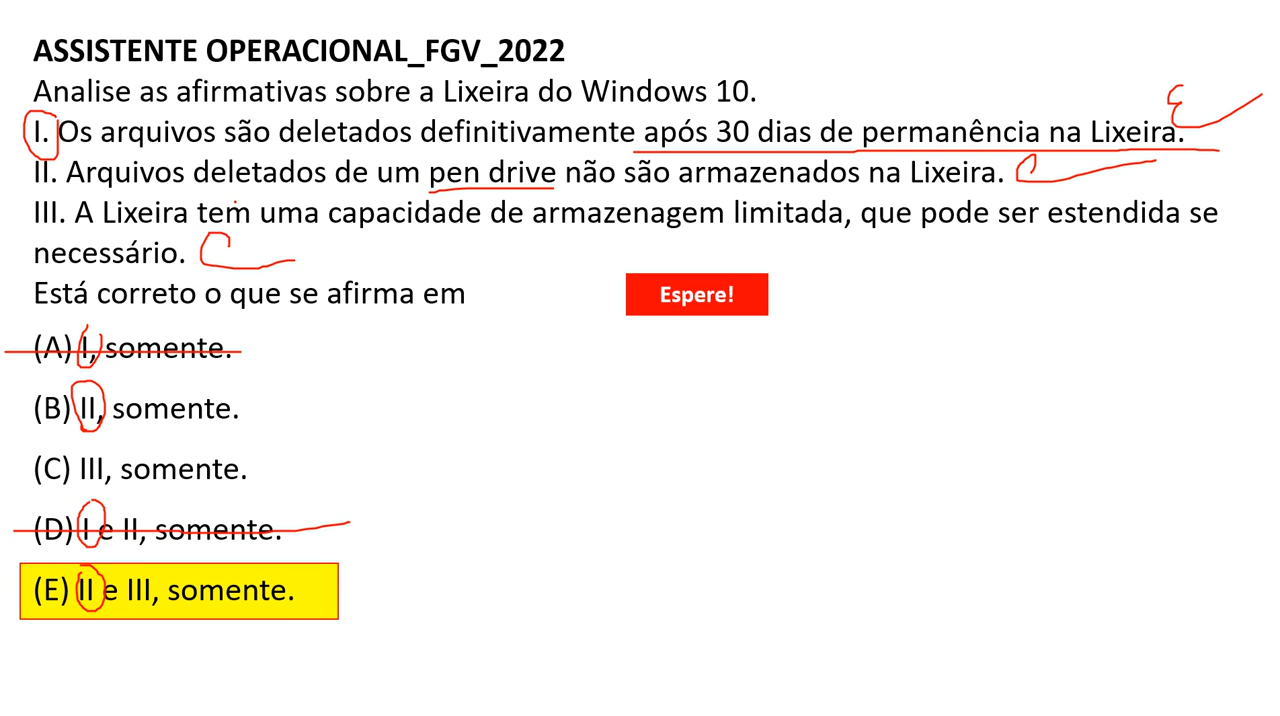 ASSISTENTE OPERACIONAL_FGV_2022
Analise as afirmativas sobre a Lixeira do Windows 10.
E
I. Os arquivos são deletados definitivamente após 30 dias de permanência na Lixeira.
II. Arquivos deletados de um pen drive não são armazenados na Lixeira. C
III. A Lixeira tem uma capacidade de armazenagem limitada, que pode ser estendida se
necessário. C
Está correto o que se afirma em
Espere!
(A) I, somente.
(B) II, somente.
(C) III, somente.
(D) I e II, somente.
(E) II e III, somente.